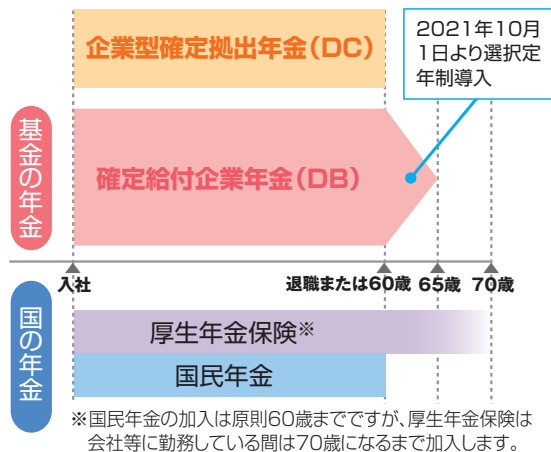 企業型確定拠出年金(DC)
2021年10月
1日より選択定
年制導入
基金の年金
確定給付企業年金(DB)
入社
退職または60歳
65歳
70歳
国の年金
厚生年金保険※
国民年金
※国民年金の加入は原則60歳までですが、厚生年金保険は
会社等に勤務している間は70歳になるまで加入します。